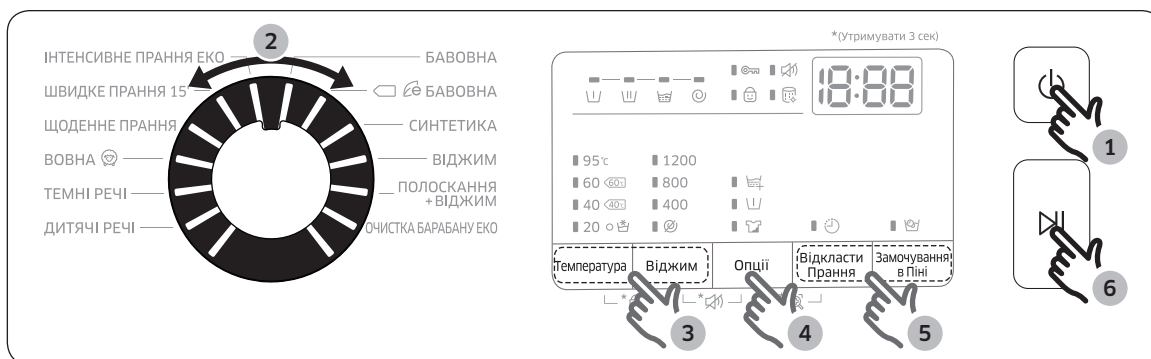 *(Утримувати 3 сек)
2
ІНТЕНСИВНЕ ПРАННЯ ЕКО
БАВОВНА
ШВИДКЕ ПРАННЯ 15'
БАВОВНА
ЩОДЕННЕ ПРАННЯ
СИНТЕТИКА
ВОВНА
ВІДЖИМ
ТЕМНІ РЕЧІ
ПОЛОСКАННЯ
+ВІДЖИМ
ДИТЯЧІ РЕЧІ
ОЧИСТКА БАРАБАНУ ЕКО
18:88
95°c 1200
60 60°c 800
40 40°c 400
20
Температура
Віджим
Опції
Відкласти
Прання
Замочування
в Піні
*
*
3
4
5
1
6